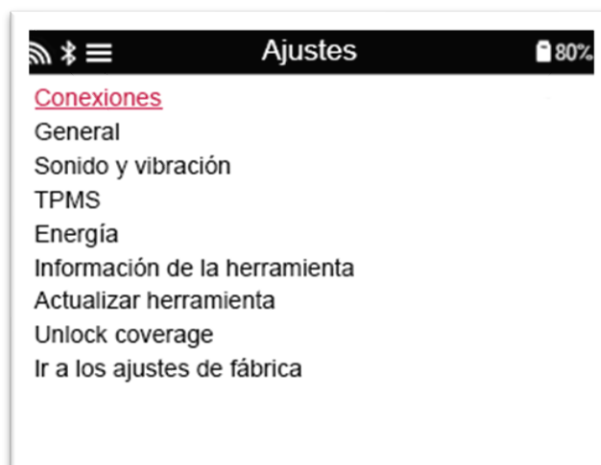 Ajustes 80%
Conexiones
General
Sonido y vibración
TPMS
Energía
Información de la herramienta
Actualizar herramienta
Unlock coverage
Ir a los ajustes de fábrica